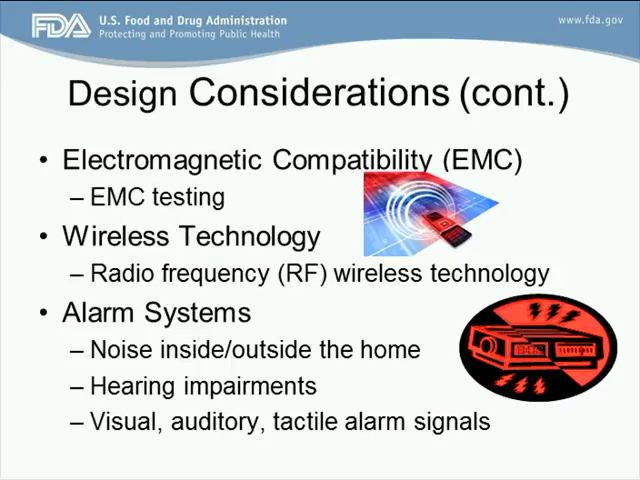 FDA
U.S. Food and Drug Administration
Protecting and Promoting Public Health
www.fda.gov
Design Considerations (cont.)
• Electromagnetic Compatibility (EMC)
– EMC testing
• Wireless Technology
– Radio frequency (RF) wireless technology
• Alarm Systems
– Noise inside/outside the home
– Hearing impairments
– Visual, auditory, tactile alarm signals